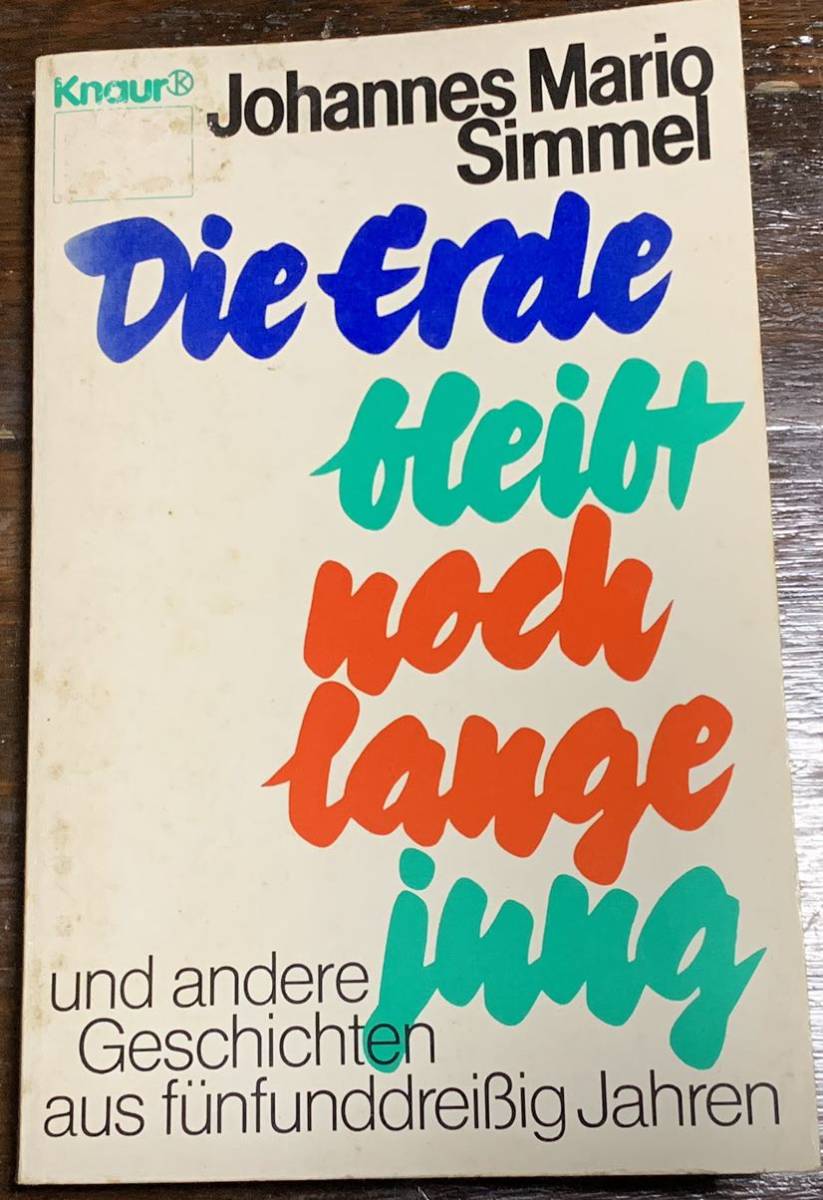 Knaur®
Johannes Mario
Simmel
Die Erde
bleibt
noch
lange
jung
und andere
Geschichten
aus fünfunddreißig Jahren